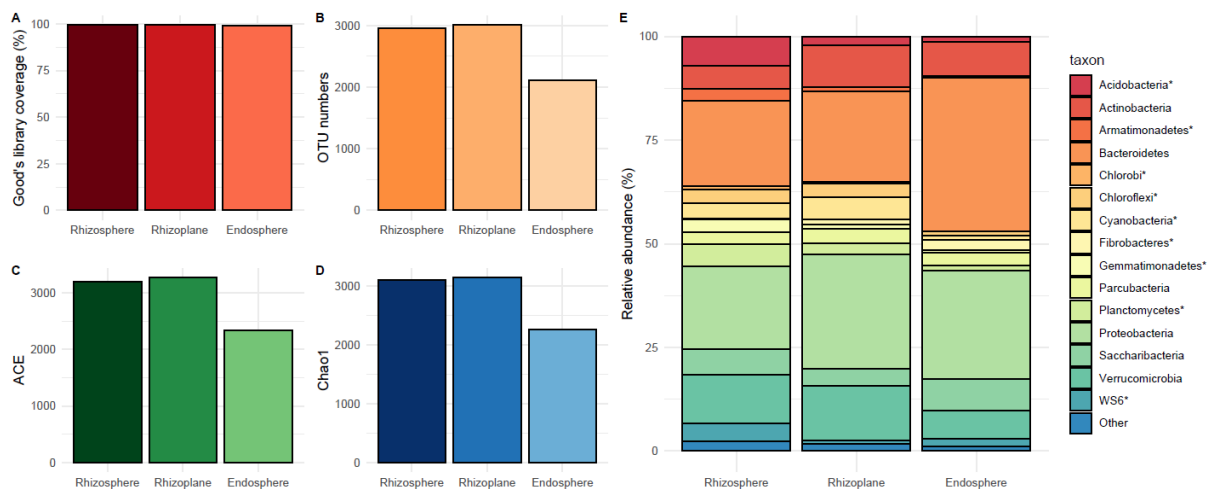 A
Good's library coverage (%)
100
75
50
25
0
Rhizosphere Rhizoplane Endosphere
B
OTU numbers
3000
2000
1000
0
Rhizosphere Rhizoplane Endosphere
C
ACE
3000
2000
1000
0
Rhizosphere Rhizoplane Endosphere
D
Chao1
3000
2000
1000
0
Rhizosphere Rhizoplane Endosphere
E
Relative abundance (%)
100
75
50
25
0
Rhizosphere Rhizoplane Endosphere
taxon
Acidobacteria*
Actinobacteria
Armatimonadetes*
Bacteroidetes
Chlorobi*
Chloroflexi*
Cyanobacteria*
Fibrobacteres*
Gemmatimonadetes*
Parcubacteria
Planctomycetes*
Proteobacteria
Saccharibacteria
Verrucomicrobia
WS6*
Other